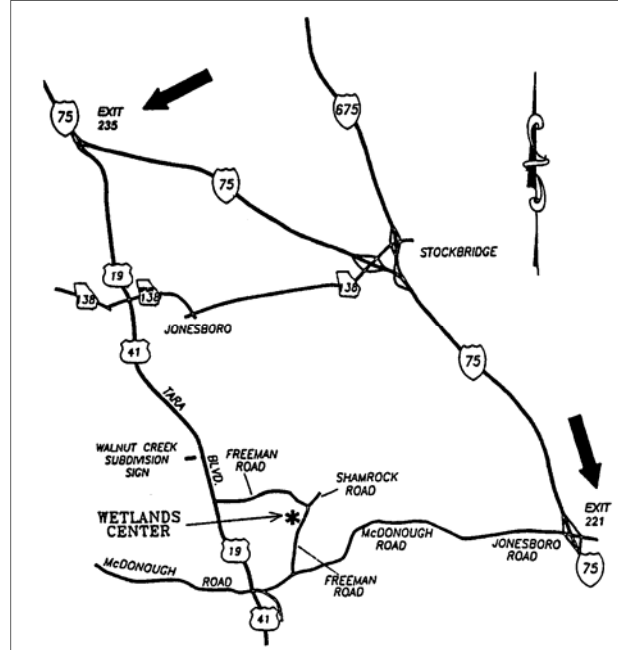 75
EXIT
235
675
75
STOCKBRIDGE
19
138
138
138
JONESBORO
41
75
TARA
BLVD.
WALNUT CREEK
SUBDIVISION
SIGN
FREEMAN
ROAD
SHAMROCK
ROAD
EXIT
221
WETLANDS
CENTER
McDONOUGH
ROAD
JONESBORO
ROAD
19
McDONOUGH
ROAD
FREEMAN
ROAD
75
41